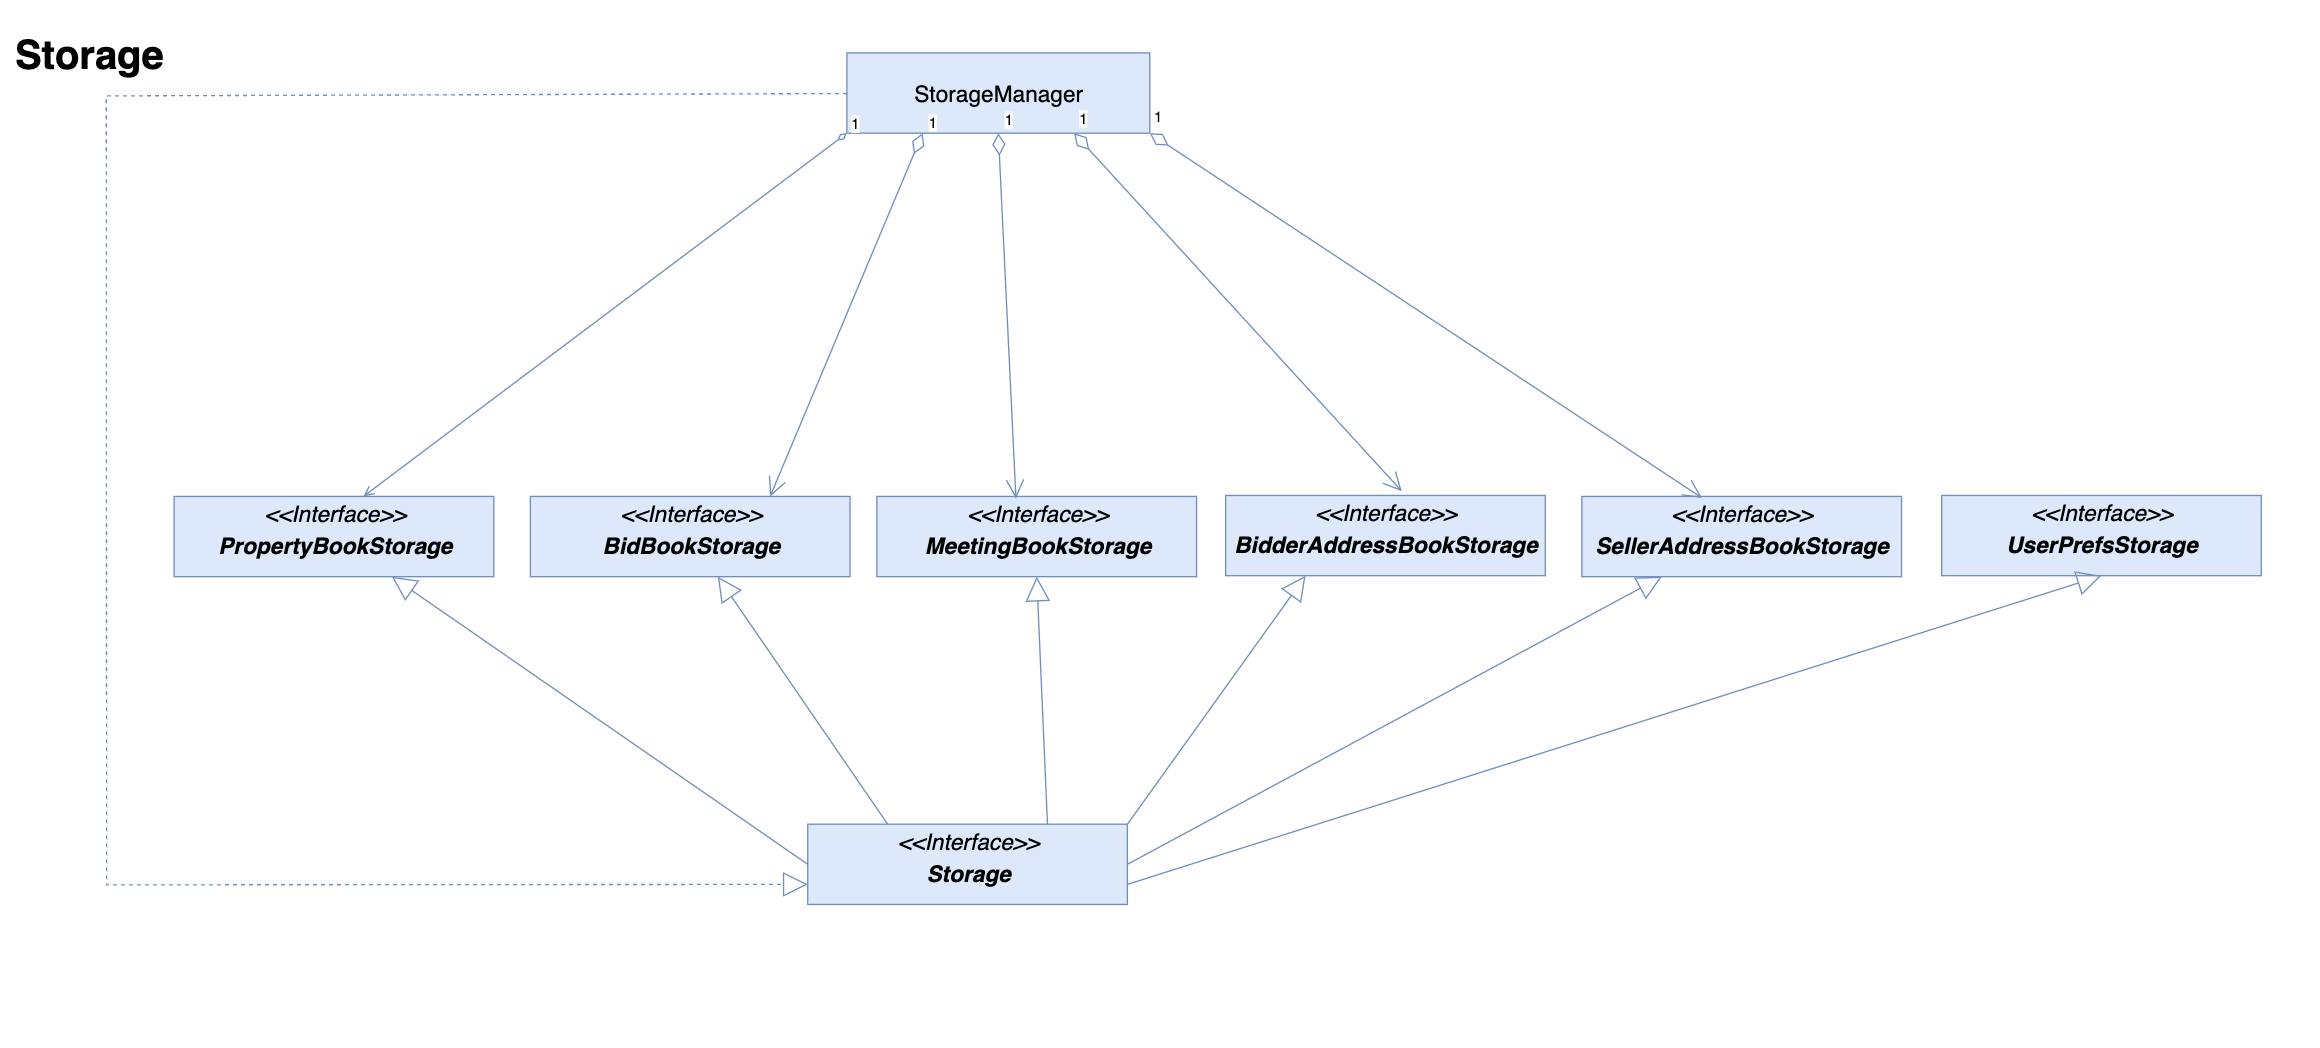 Storage
StorageManager
1
1
1
1
1
<<Interface>>
PropertyBookStorage
<<Interface>>
BidBookStorage
<<Interface>>
MeetingBookStorage
<<Interface>>
BidderAddressBookStorage
<<Interface>>
SellerAddressBookStorage
<<Interface>>
UserPrefsStorage
<<Interface>>
Storage